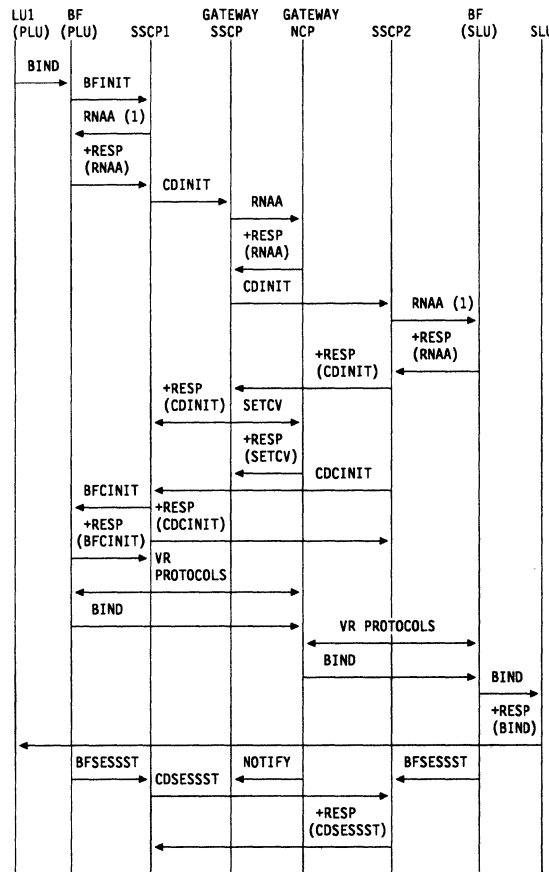 LU1 BF GATEWAY GATEWAY BF
(PLU) (PLU) SSCP1 SSCP NCP SSCP2 (SLU) SLU
BIND
BFINIT
RNAA (1)
+RESP
(RNAA)
CDINIT
RNAA
+RESP
(RNAA)
CDINIT
RNAA (1)
+RESP
(RNAA)
+RESP
(CDINIT)
+RESP
(CDINIT) SETCV
+RESP
(SETCV)
CDCINIT
BFCINIT
+RESP
(CDCINIT)
+RESP
(BFCINIT)
VR
PROTOCOLS
BIND
VR PROTOCOLS
BIND
BIND
+RESP
(BIND)
BFSESSST NOTIFY BFSESSST
CDSESSST
+RESP
(CDSESSST)